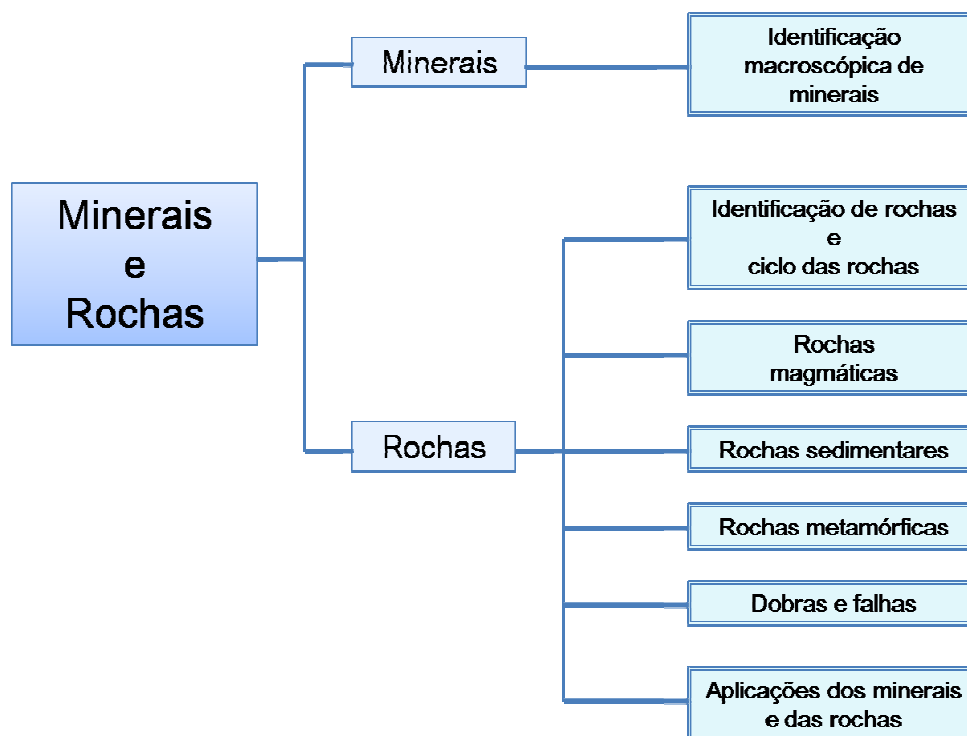 Minerais
e
Rochas
Minerais
Identificação
macroscópica de
minerais
Rochas
Identificação de rochas
e
ciclo das rochas
Rochas
magmáticas
Rochas sedimentares
Rochas metamórficas
Dobras e falhas
Aplicações dos minerais
e das rochas